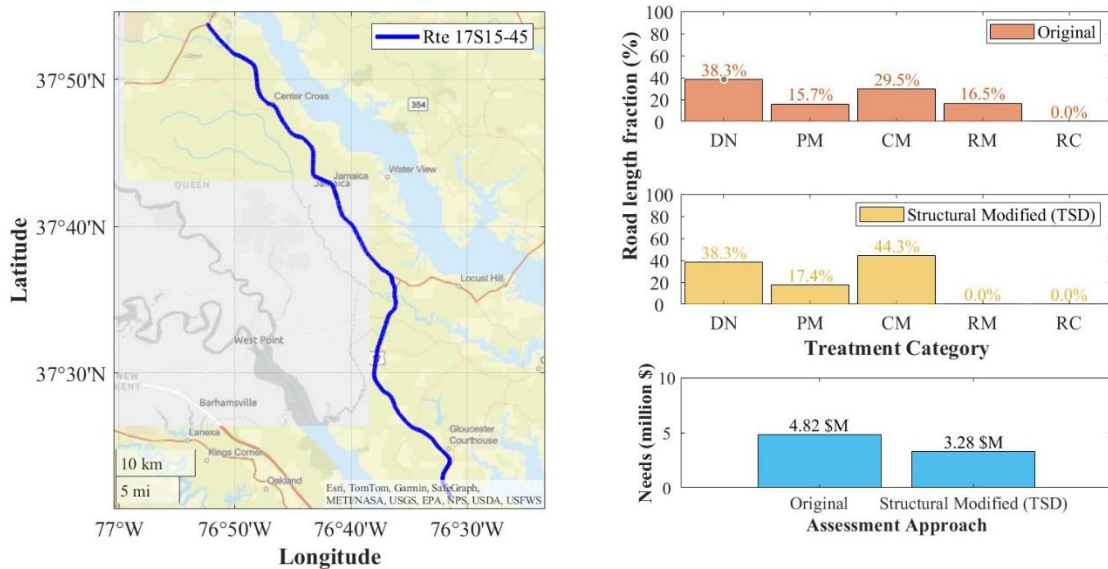 Rte 17S15-45
37°50'N
37°40'N
37°30'N
Latitude
Center Cross
354
QUEEN
Jamaica
Jamaica
Water View
Locust Hill
West Point
NEW
KENT
Barhamsville
Gloucester
Courthouse
Lanexa
Kings Corner
Oakland
10 km
5 mi
Esri, TomTom, Garmin, SafeGraph,
METI/NASA, USGS, EPA, NPS, USDA, USFWS
77°W
76°50'W
76°40'W
76°30'W
Longitude
Road length fraction (%)
100
80
60
40
20
0
Original
38.3%
15.7%
29.5%
16.5%
0.0%
DN
PM
CM
RM
RC
100
80
60
40
20
0
Structural Modified (TSD)
38.3%
17.4%
44.3%
0.0%
0.0%
DN
PM
CM
RM
RC
Treatment Category
Needs (million $)
10
5
0
4.82 $M
3.28 $M
Original
Structural Modified (TSD)
Assessment Approach